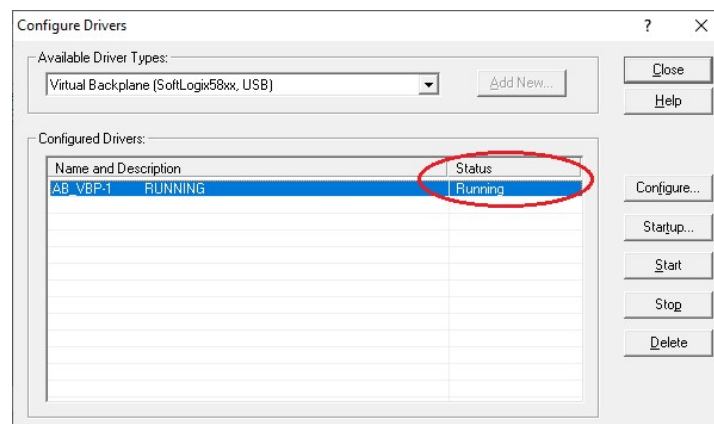 Configure Drivers ? X
Available Driver Types:
Virtual Backplane (SoftLogix58xx, USB)
Add New...
Close
Help
Configured Drivers:
Name and Description Status
AB_VBP-1 RUNNING Running
Configure...
Startup...
Start
Stop
Delete